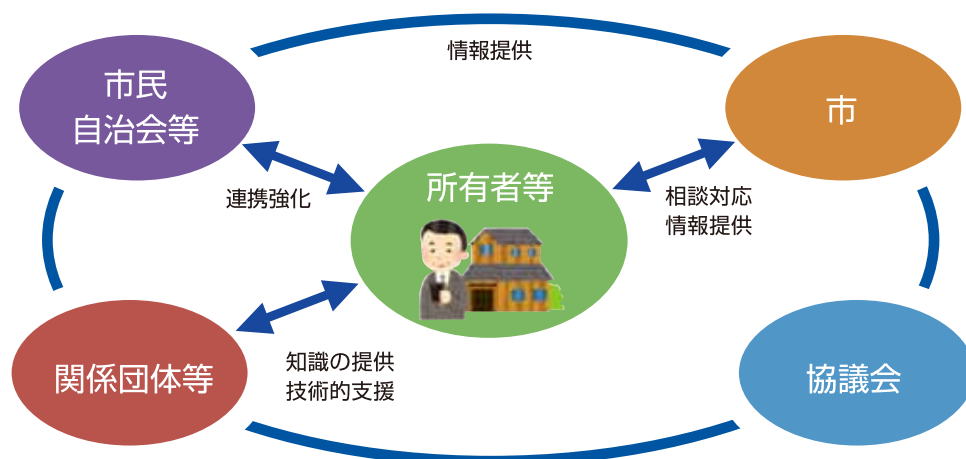 情報提供
市民
自治会等
市
連携強化
所有者等
相談対応
情報提供
関係団体等
知識の提供
技術的支援
協議会